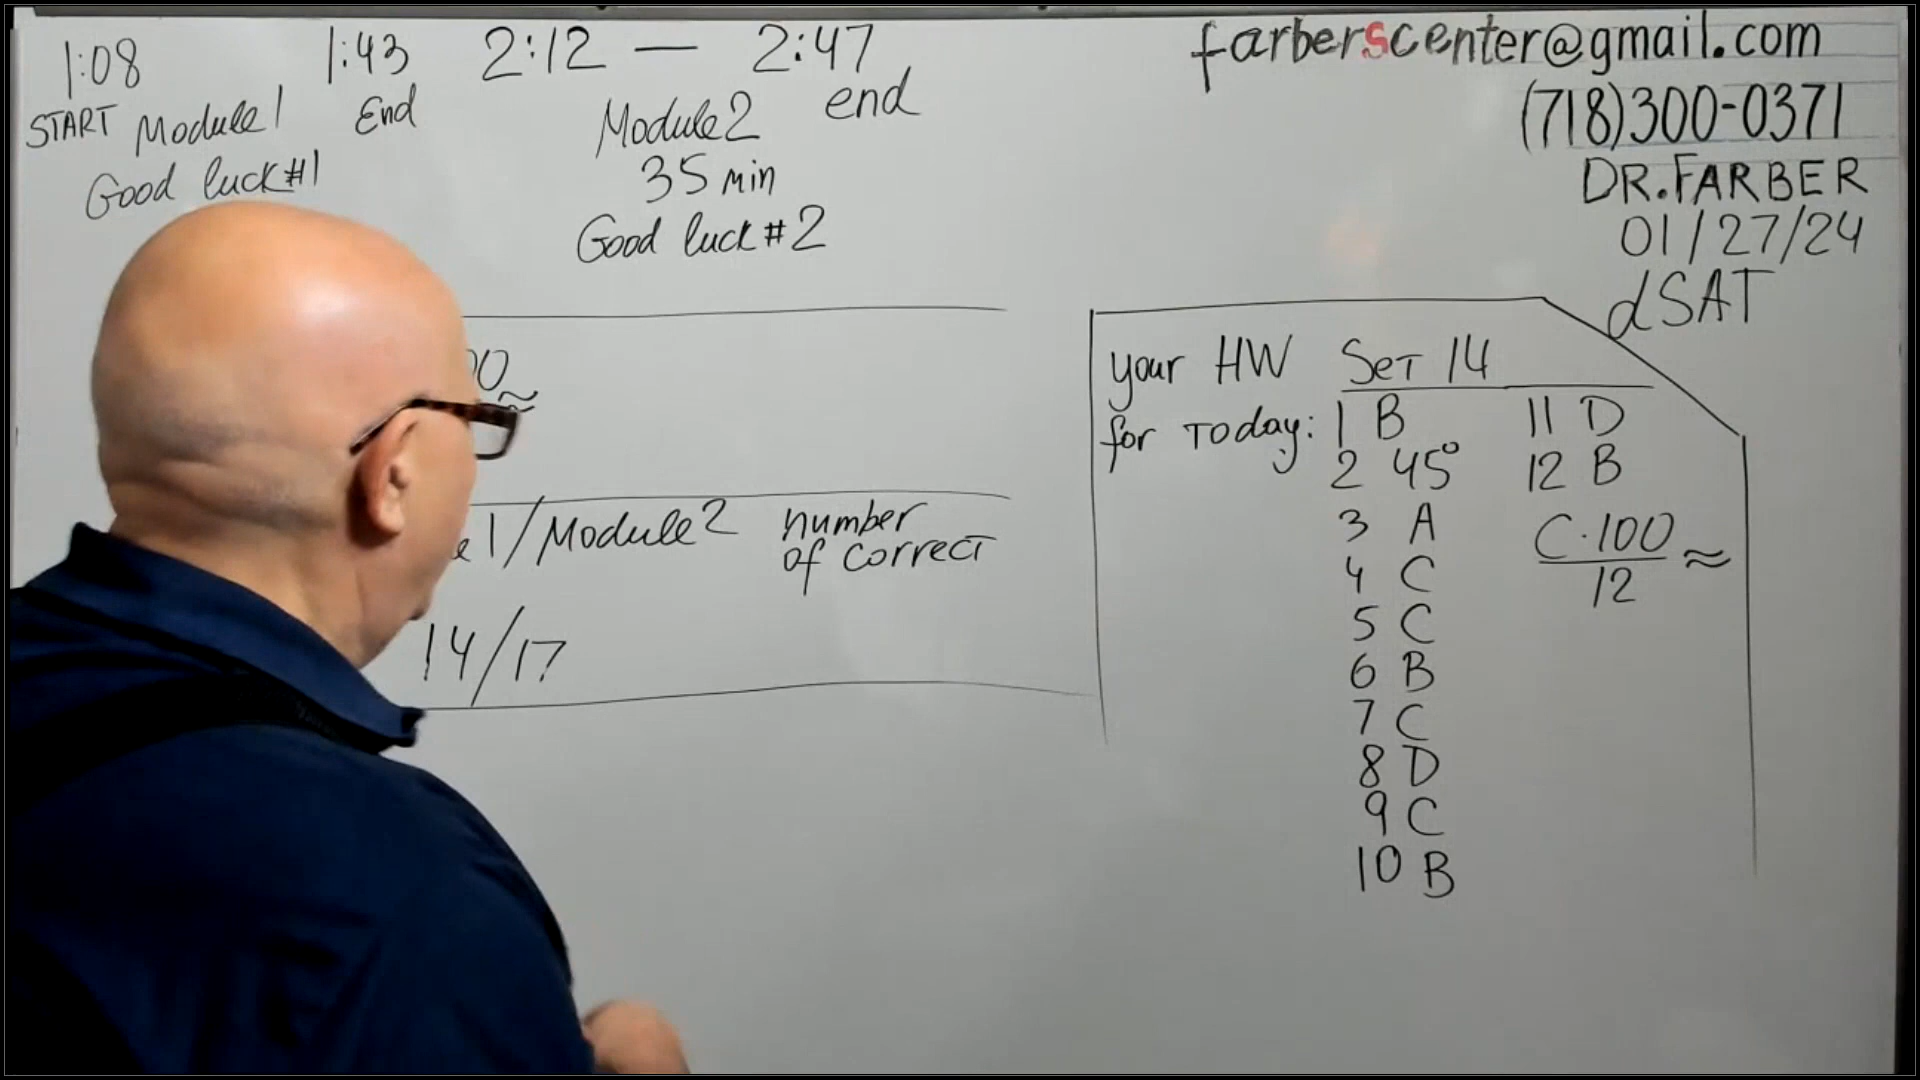 1:08 1:43 2:12 — 2:47
START Module 1 End Module 2 end
Good luck #1 35 min
Good luck #2
farberscenter@gmail.com
(718)300-0371
DR. FARBER
01/27/24
dSAT
00 ≈
1/Module 2 number
of correct
14/17
your HW Set 14
for Today: 1 B 11 D
2 45° 12 B
3 A
4 C
5 C
6 B
7 C
8 D
9 C
10 B
C·100
12 ≈